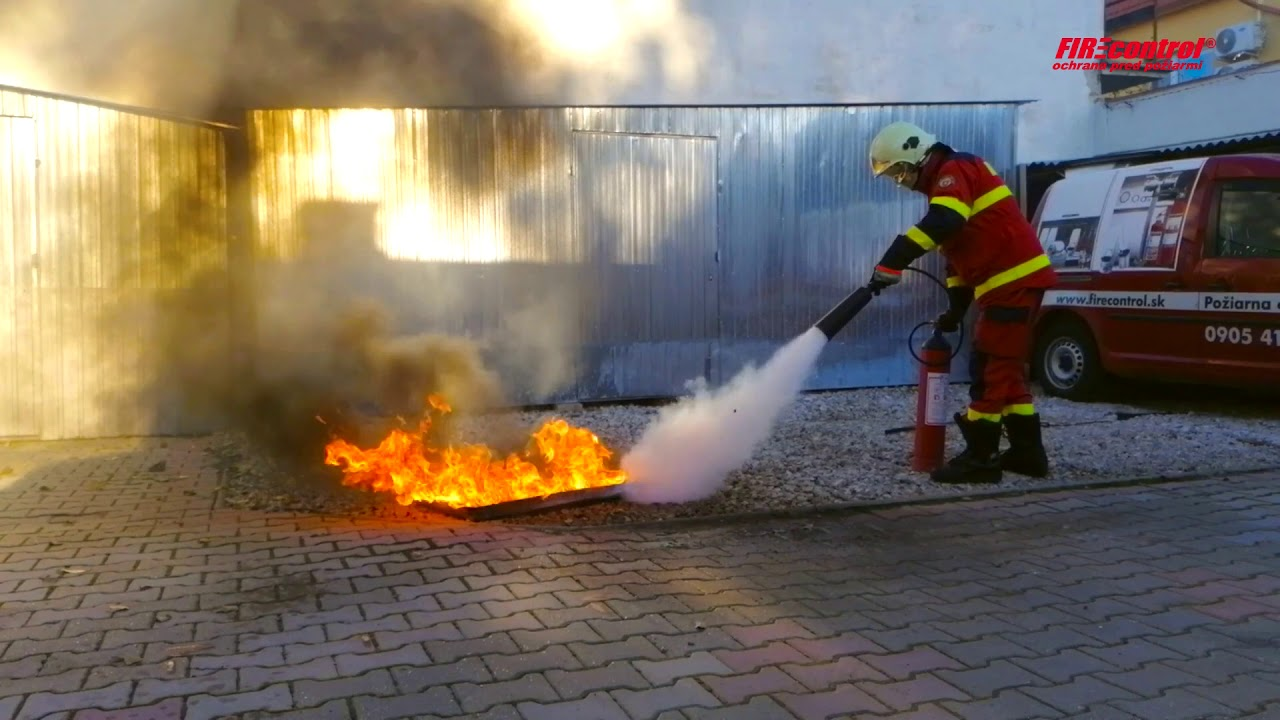 FIREcontrol®
ochrana pred požiarmi
www.firecontrol.sk
Požiarna
0905 41